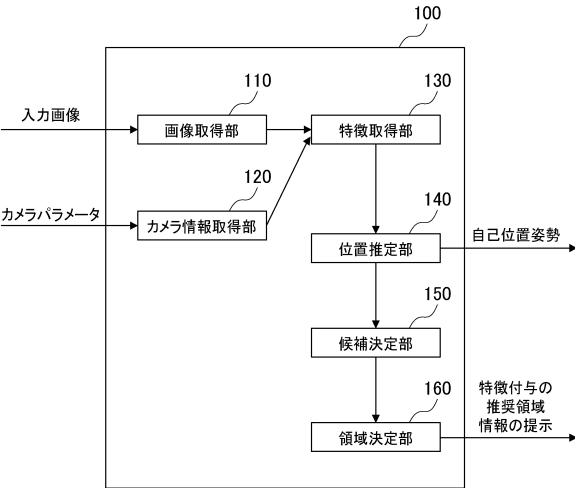 100
110
130
入力画像
画像取得部
特徴取得部
120
カメラパラメータ
カメラ情報取得部
140
位置推定部
自己位置姿勢
150
候補決定部
160
領域決定部
特徴付与の
推奨領域
情報の提示